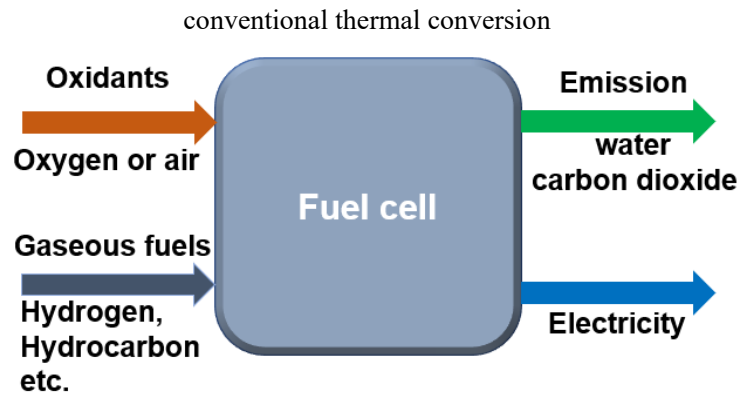 conventional thermal conversion
Oxidants
Oxygen or air
Gaseous fuels
Hydrogen,
Hydrocarbon
etc.
Fuel cell
Emission
water
carbon dioxide
Electricity